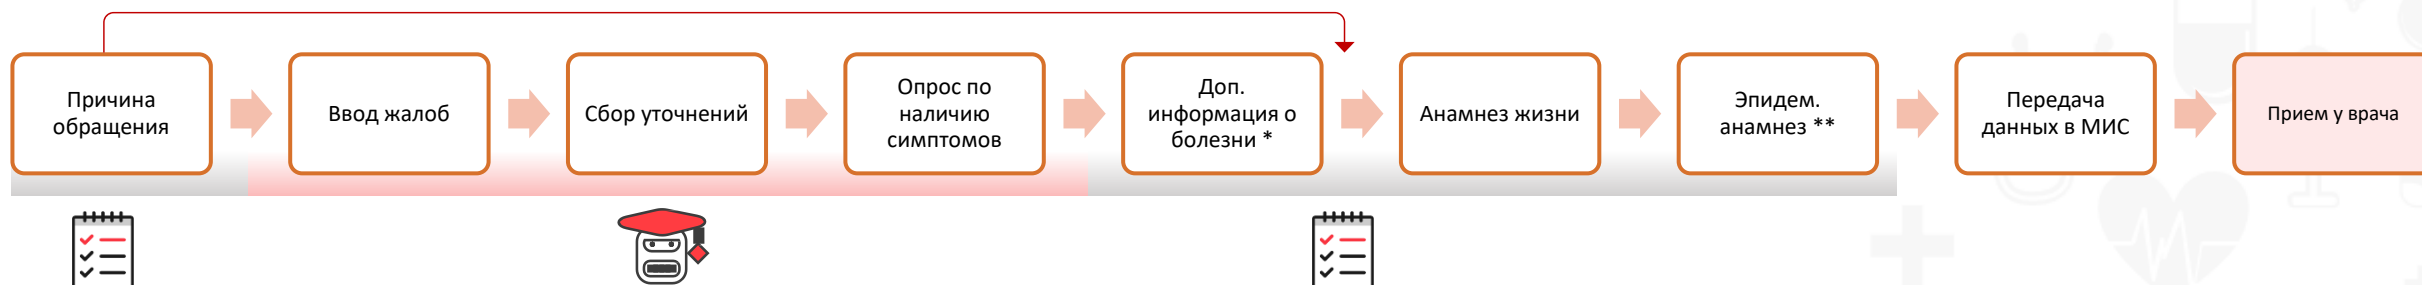 Причина
обращения
Ввод жалоб
Сбор уточнений
Опрос по
наличию
симптомов
Доп.
информация о
болезни *
Анамнез жизни
Эпидем.
анамнез **
Передача
данных в МИС
Прием у врача